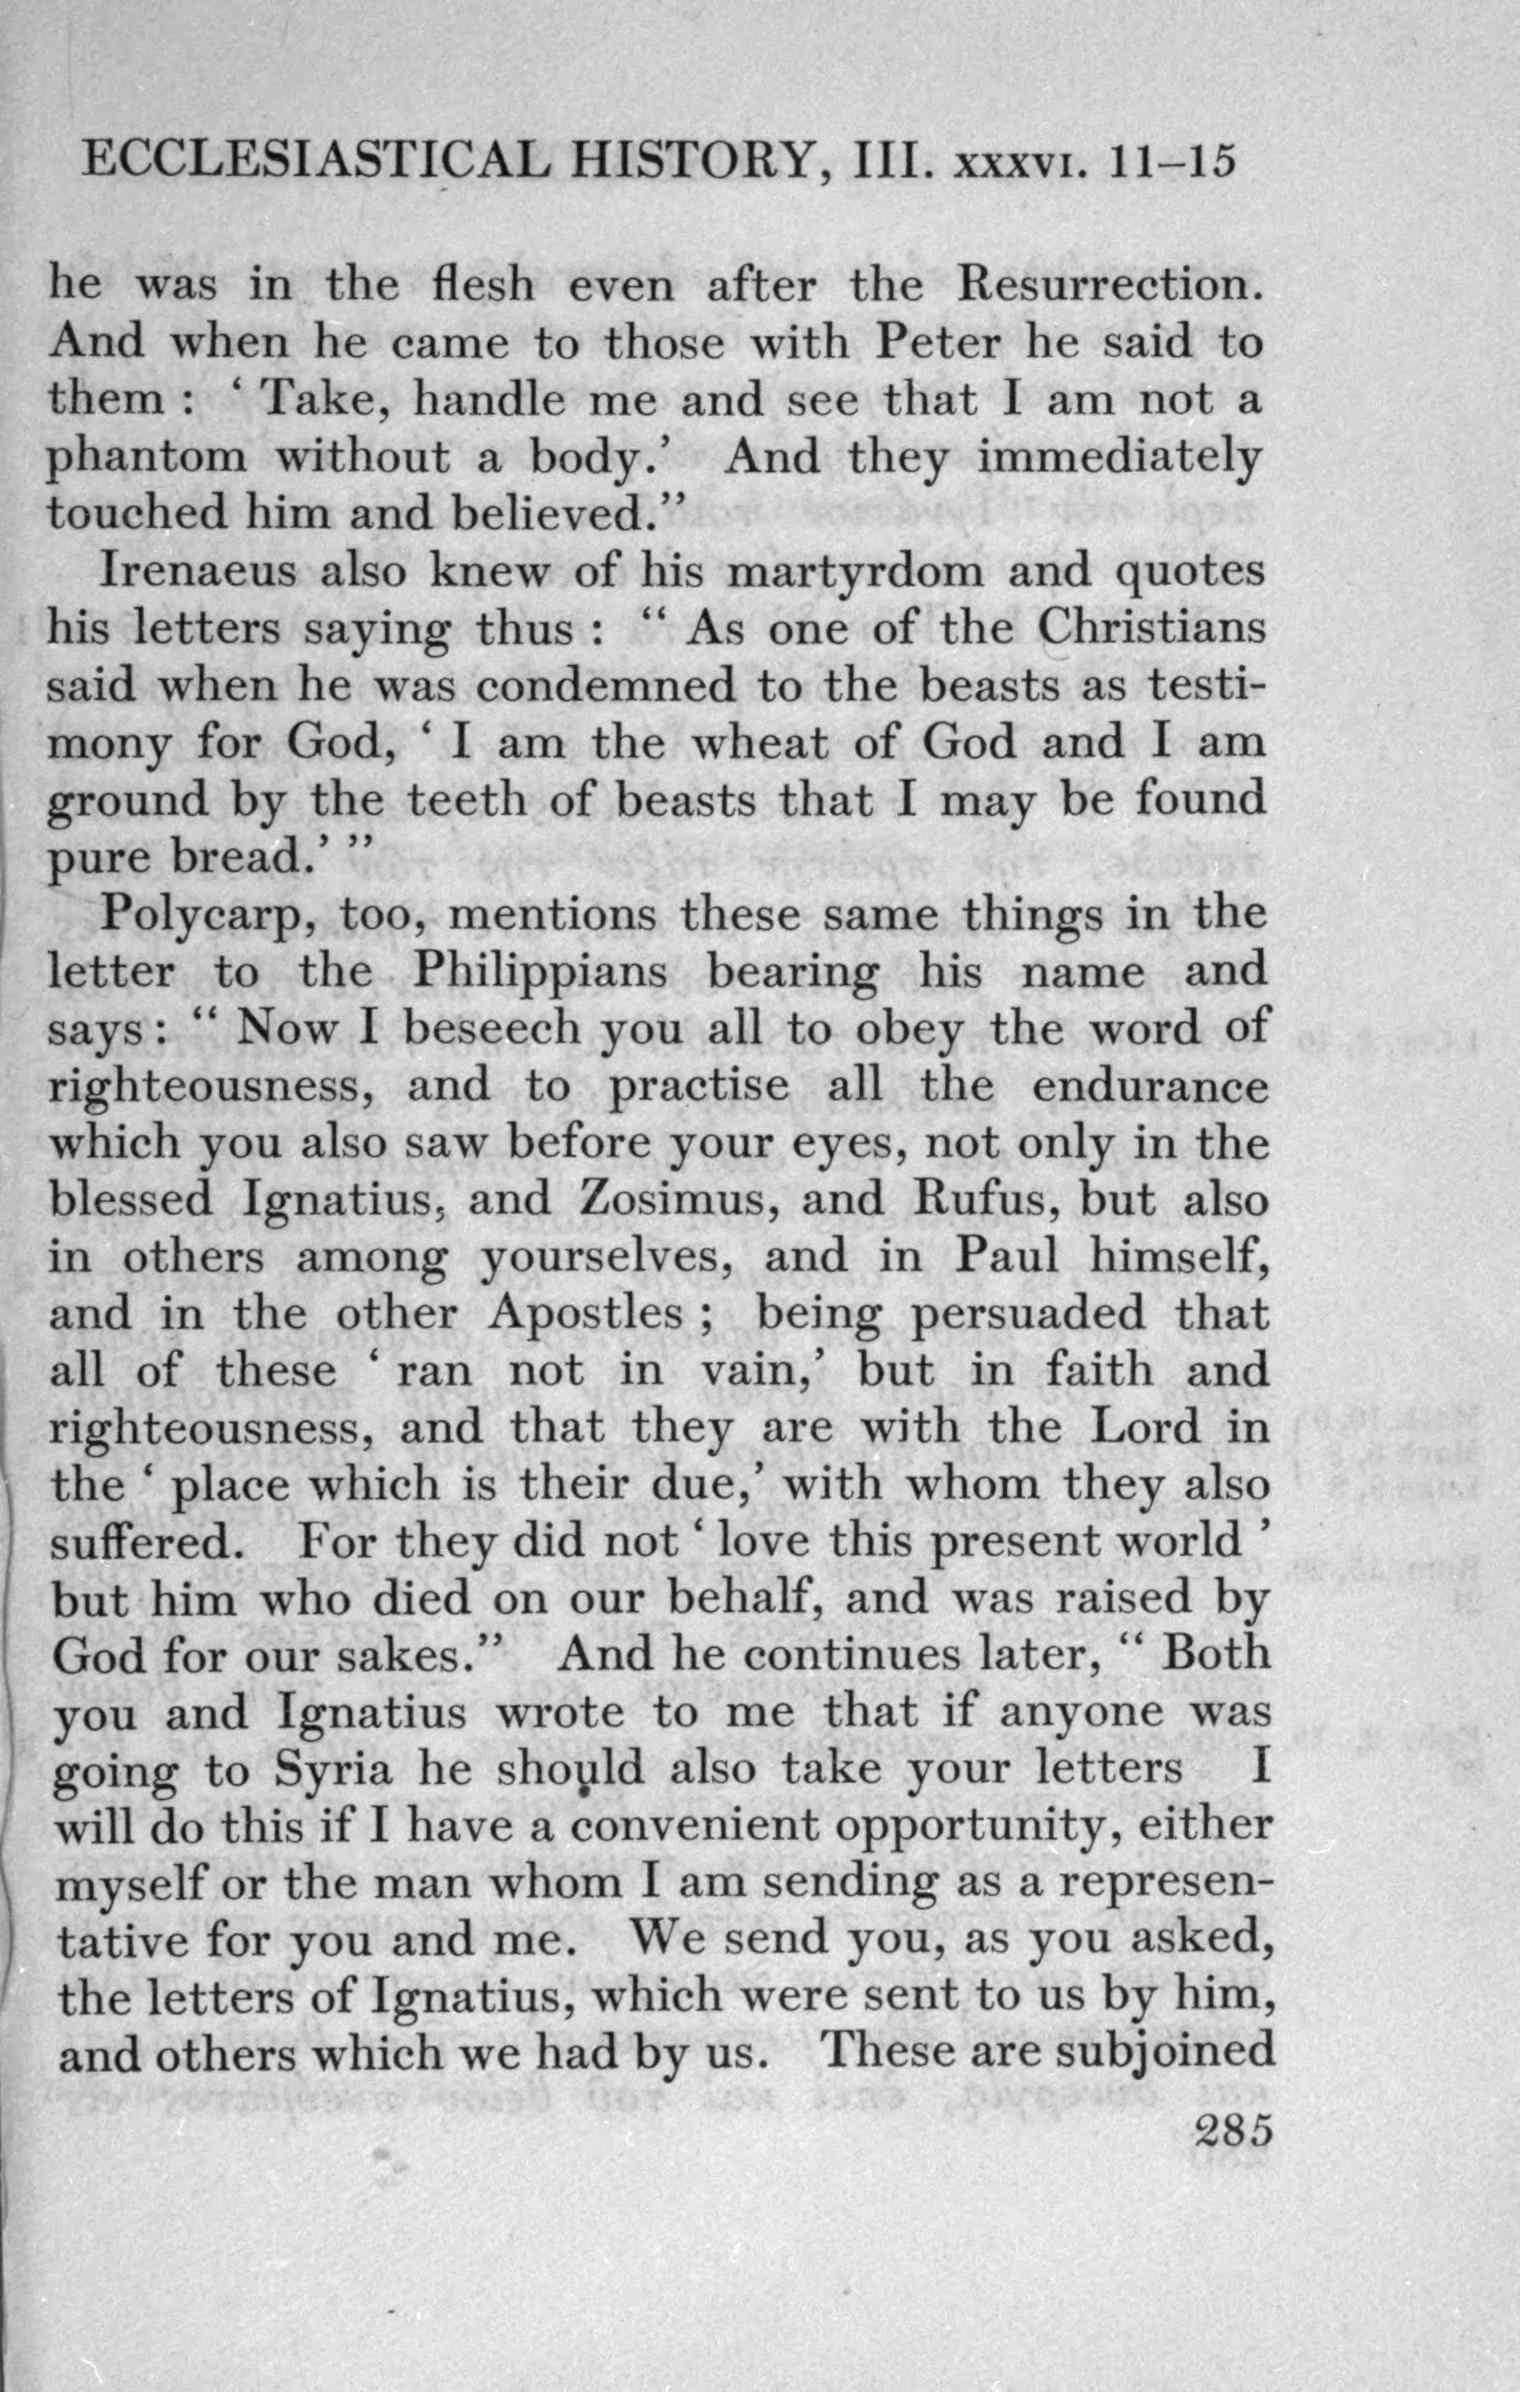 ECCLESIASTICAL HISTORY, III. xxxvi. 11–15
he was in the flesh even after the Resurrection.
And when he came to those with Peter he said to
them : ‘ Take, handle me and see that I am not a
phantom without a body.’ And they immediately
touched him and believed.”
Irenaeus also knew of his martyrdom and quotes
his letters saying thus : “ As one of the Christians
said when he was condemned to the beasts as testi-
mony for God, ‘ I am the wheat of God and I am
ground by the teeth of beasts that I may be found
pure bread.’ ”
Polycarp, too, mentions these same things in the
letter to the Philippians bearing his name and
says : “ Now I beseech you all to obey the word of
righteousness, and to practise all the endurance
which you also saw before your eyes, not only in the
blessed Ignatius, and Zosimus, and Rufus, but also
in others among yourselves, and in Paul himself,
and in the other Apostles ; being persuaded that
all of these ‘ ran not in vain,’ but in faith and
righteousness, and that they are with the Lord in
the ‘ place which is their due,’ with whom they also
suffered. For they did not ‘ love this present world ’
but him who died on our behalf, and was raised by
God for our sakes.” And he continues later, “ Both
you and Ignatius wrote to me that if anyone was
going to Syria he should also take your letters I
will do this if I have a convenient opportunity, either
myself or the man whom I am sending as a represen-
tative for you and me. We send you, as you asked,
the letters of Ignatius, which were sent to us by him,
and others which we had by us. These are subjoined
285